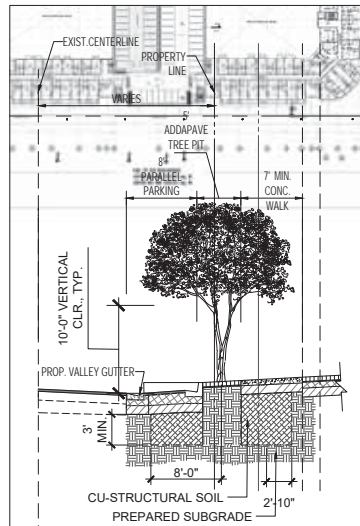 EXIST.CENTERLINE
PROPERTY
LINE
VARIES
5'
ADDAPAVE
TREE PIT
8'
PARALLEL
PARKING
7' MIN.
CONC.
WALK
10'-0" VERTICAL
CLR., TYP.
PROP. VALLEY GUTTER
3'
MIN.
8'-0"
CU-STRUCTURAL SOIL
2'-10"
PREPARED SUBGRADE